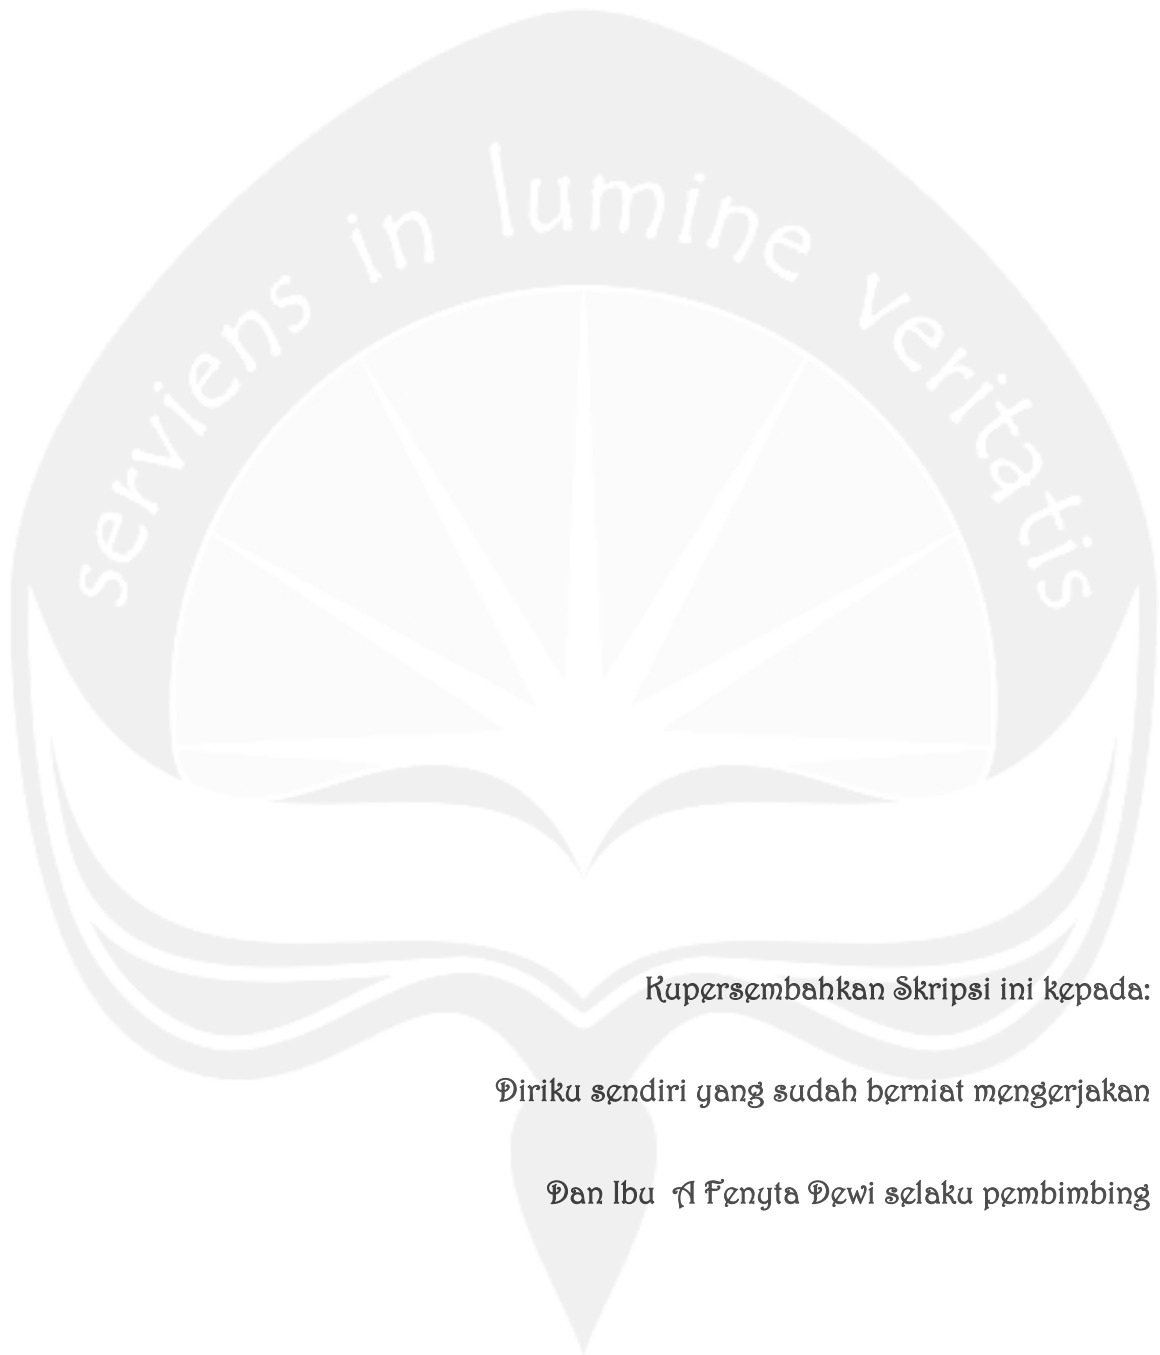 serviens in lumine veritatis
Kupersembahkan Skripsi ini kepada:
Diriku sendiri yang sudah berniat mengerjakan
Dan Ibu A Fenyta Dewi selaku pembimbing